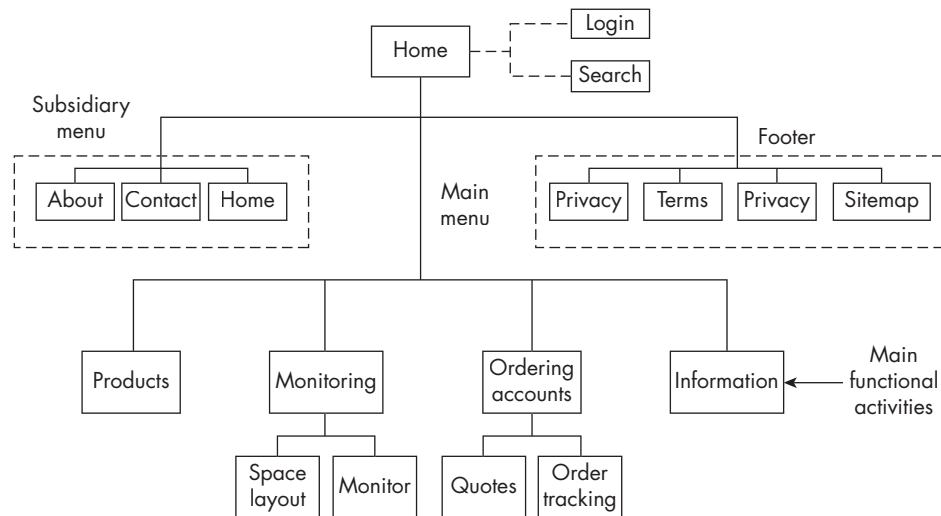 Login
Home
Search
Subsidiary
menu
Footer
About
Contact
Home
Main
menu
Privacy
Terms
Privacy
Sitemap
Products
Monitoring
Ordering
accounts
Information
Main
functional
activities
Space
layout
Monitor
Quotes
Order
tracking